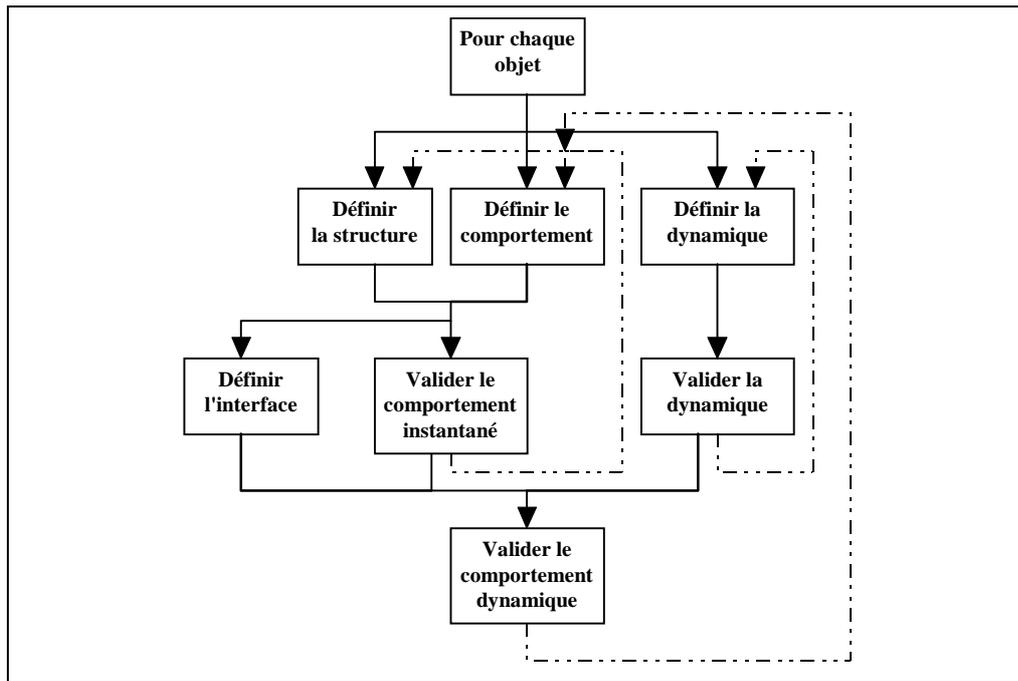 Pour chaque
objet
Définir
la structure
Définir le
comportement
Définir la
dynamique
Définir
l'interface
Valider le
comportement
instantané
Valider la
dynamique
Valider le
comportement
dynamique